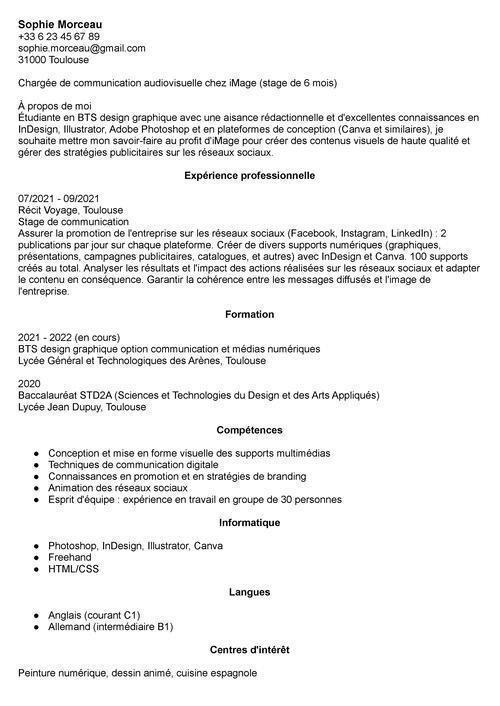 Sophie Morceau
+33 6 23 45 67 89
sophie.morceau@gmail.com
31000 Toulouse
Chargée de communication audiovisuelle chez iMage (stage de 6 mois)
À propos de moi
Étudiante en BTS design graphique avec une aisance rédactionnelle et d'excellentes connaissances en
InDesign, Illustrator, Adobe Photoshop et en plateformes de conception (Canva et similaires), je
souhaite mettre mon savoir-faire au profit d'iMage pour créer des contenus visuels de haute qualité et
gérer des stratégies publicitaires sur les réseaux sociaux.
Expérience professionnelle
07/2021 - 09/2021
Récit Voyage, Toulouse
Stage de communication
Assurer la promotion de l'entreprise sur les réseaux sociaux (Facebook, Instagram, LinkedIn) : 2
publications par jour sur chaque plateforme. Créer de divers supports numériques (graphiques,
présentations, campagnes publicitaires, catalogues, et autres) avec InDesign et Canva. 100 supports
créés au total. Analyser les résultats et l'impact des actions réalisées sur les réseaux sociaux et adapter
le contenu en conséquence. Garantir la cohérence entre les messages diffusés et l'image de
l'entreprise.
Formation
2021 - 2022 (en cours)
BTS design graphique option communication et médias numériques
Lycée Général et Technologiques des Arènes, Toulouse
2020
Baccalauréat STD2A (Sciences et Technologies du Design et des Arts Appliqués)
Lycée Jean Dupuy, Toulouse
Compétences
● Conception et mise en forme visuelle des supports multimédias
● Techniques de communication digitale
● Connaissances en promotion et en stratégies de branding
● Animation des réseaux sociaux
● Esprit d'équipe : expérience en travail en groupe de 30 personnes
Informatique
● Photoshop, InDesign, Illustrator, Canva
● Freehand
● HTML/CSS
Langues
● Anglais (courant C1)
● Allemand (intermédiaire B1)
Centres d'intérêt
Peinture numérique, dessin animé, cuisine espagnole